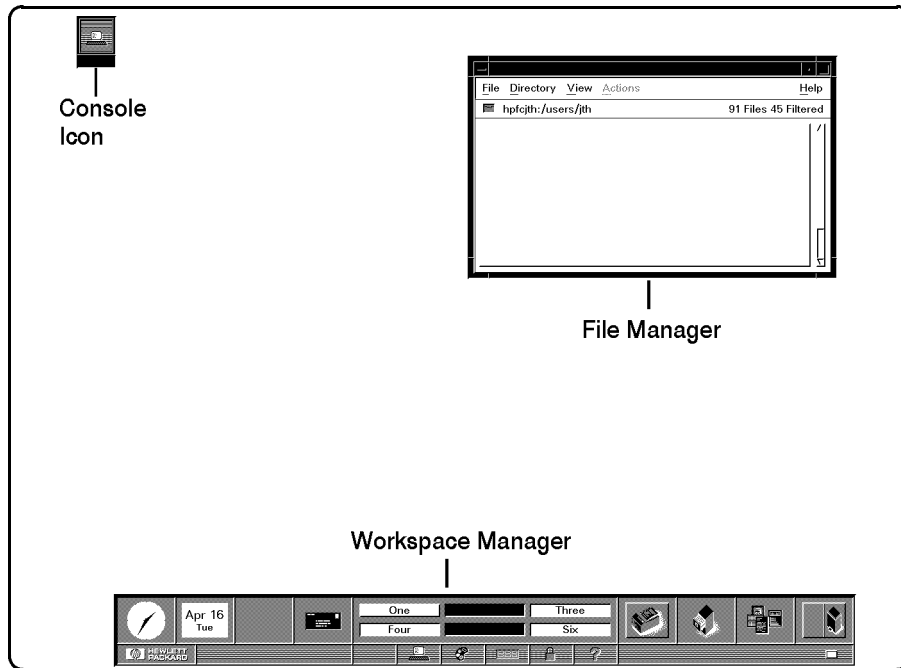 Console
Icon
File Directory View Actions Help
hpfcjth:/users/jth 91 Files 45 Filtered
File Manager
Workspace Manager
Apr 16
Tue
One Three
Four Six
hp HEWLETT
PACKARD